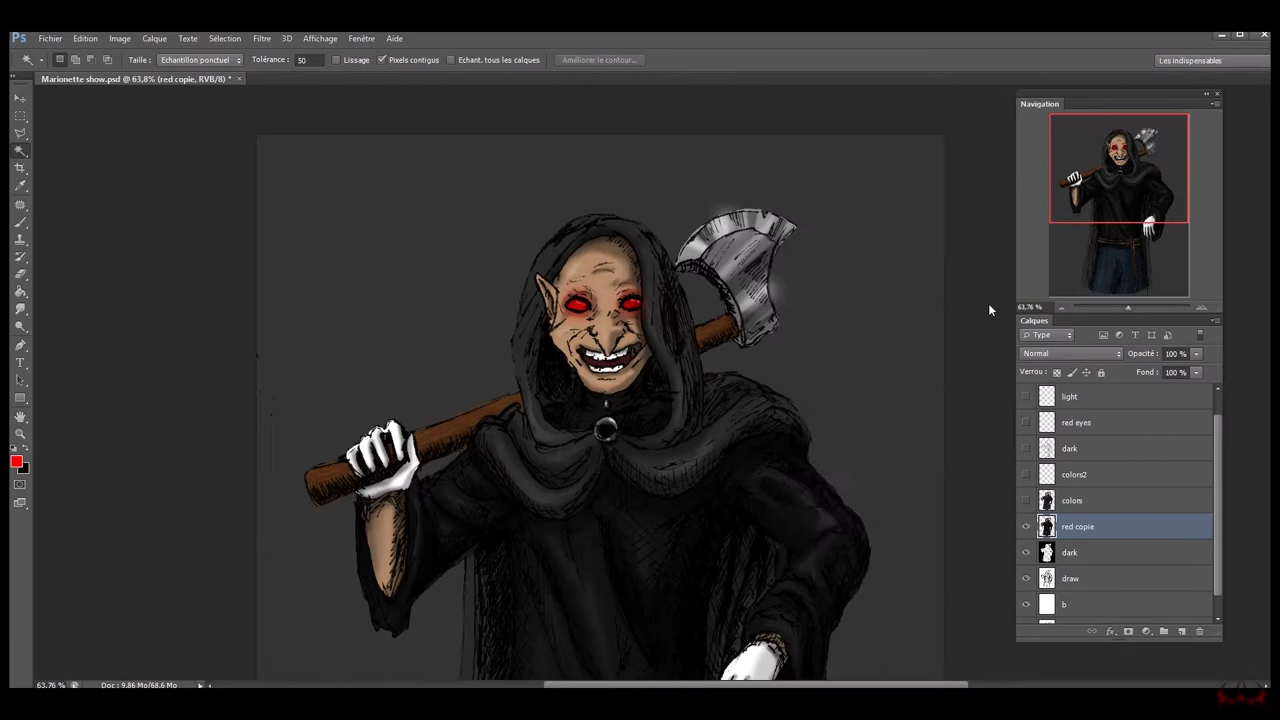 Ps Fichier Edition Image Calque Texte Sélection Filtre 3D Affichage Fenêtre Aide
Taille : Echantillon ponctuel Tolérance : 50 Lissage Pixels contigus Echant. tous les calques Améliorer le contour... Les indispensables
Marionette show.psd @ 63,8% (red copie, RVB/8) * ×
Navigation
63,76 %
Calques
Type
Normal Opacité : 100 %
Verrou : Fond : 100 %
light
red eyes
dark
colors2
colors
red copie
dark
draw
b
63,76 % Doc : 9,86 Mo/68,6 Mo